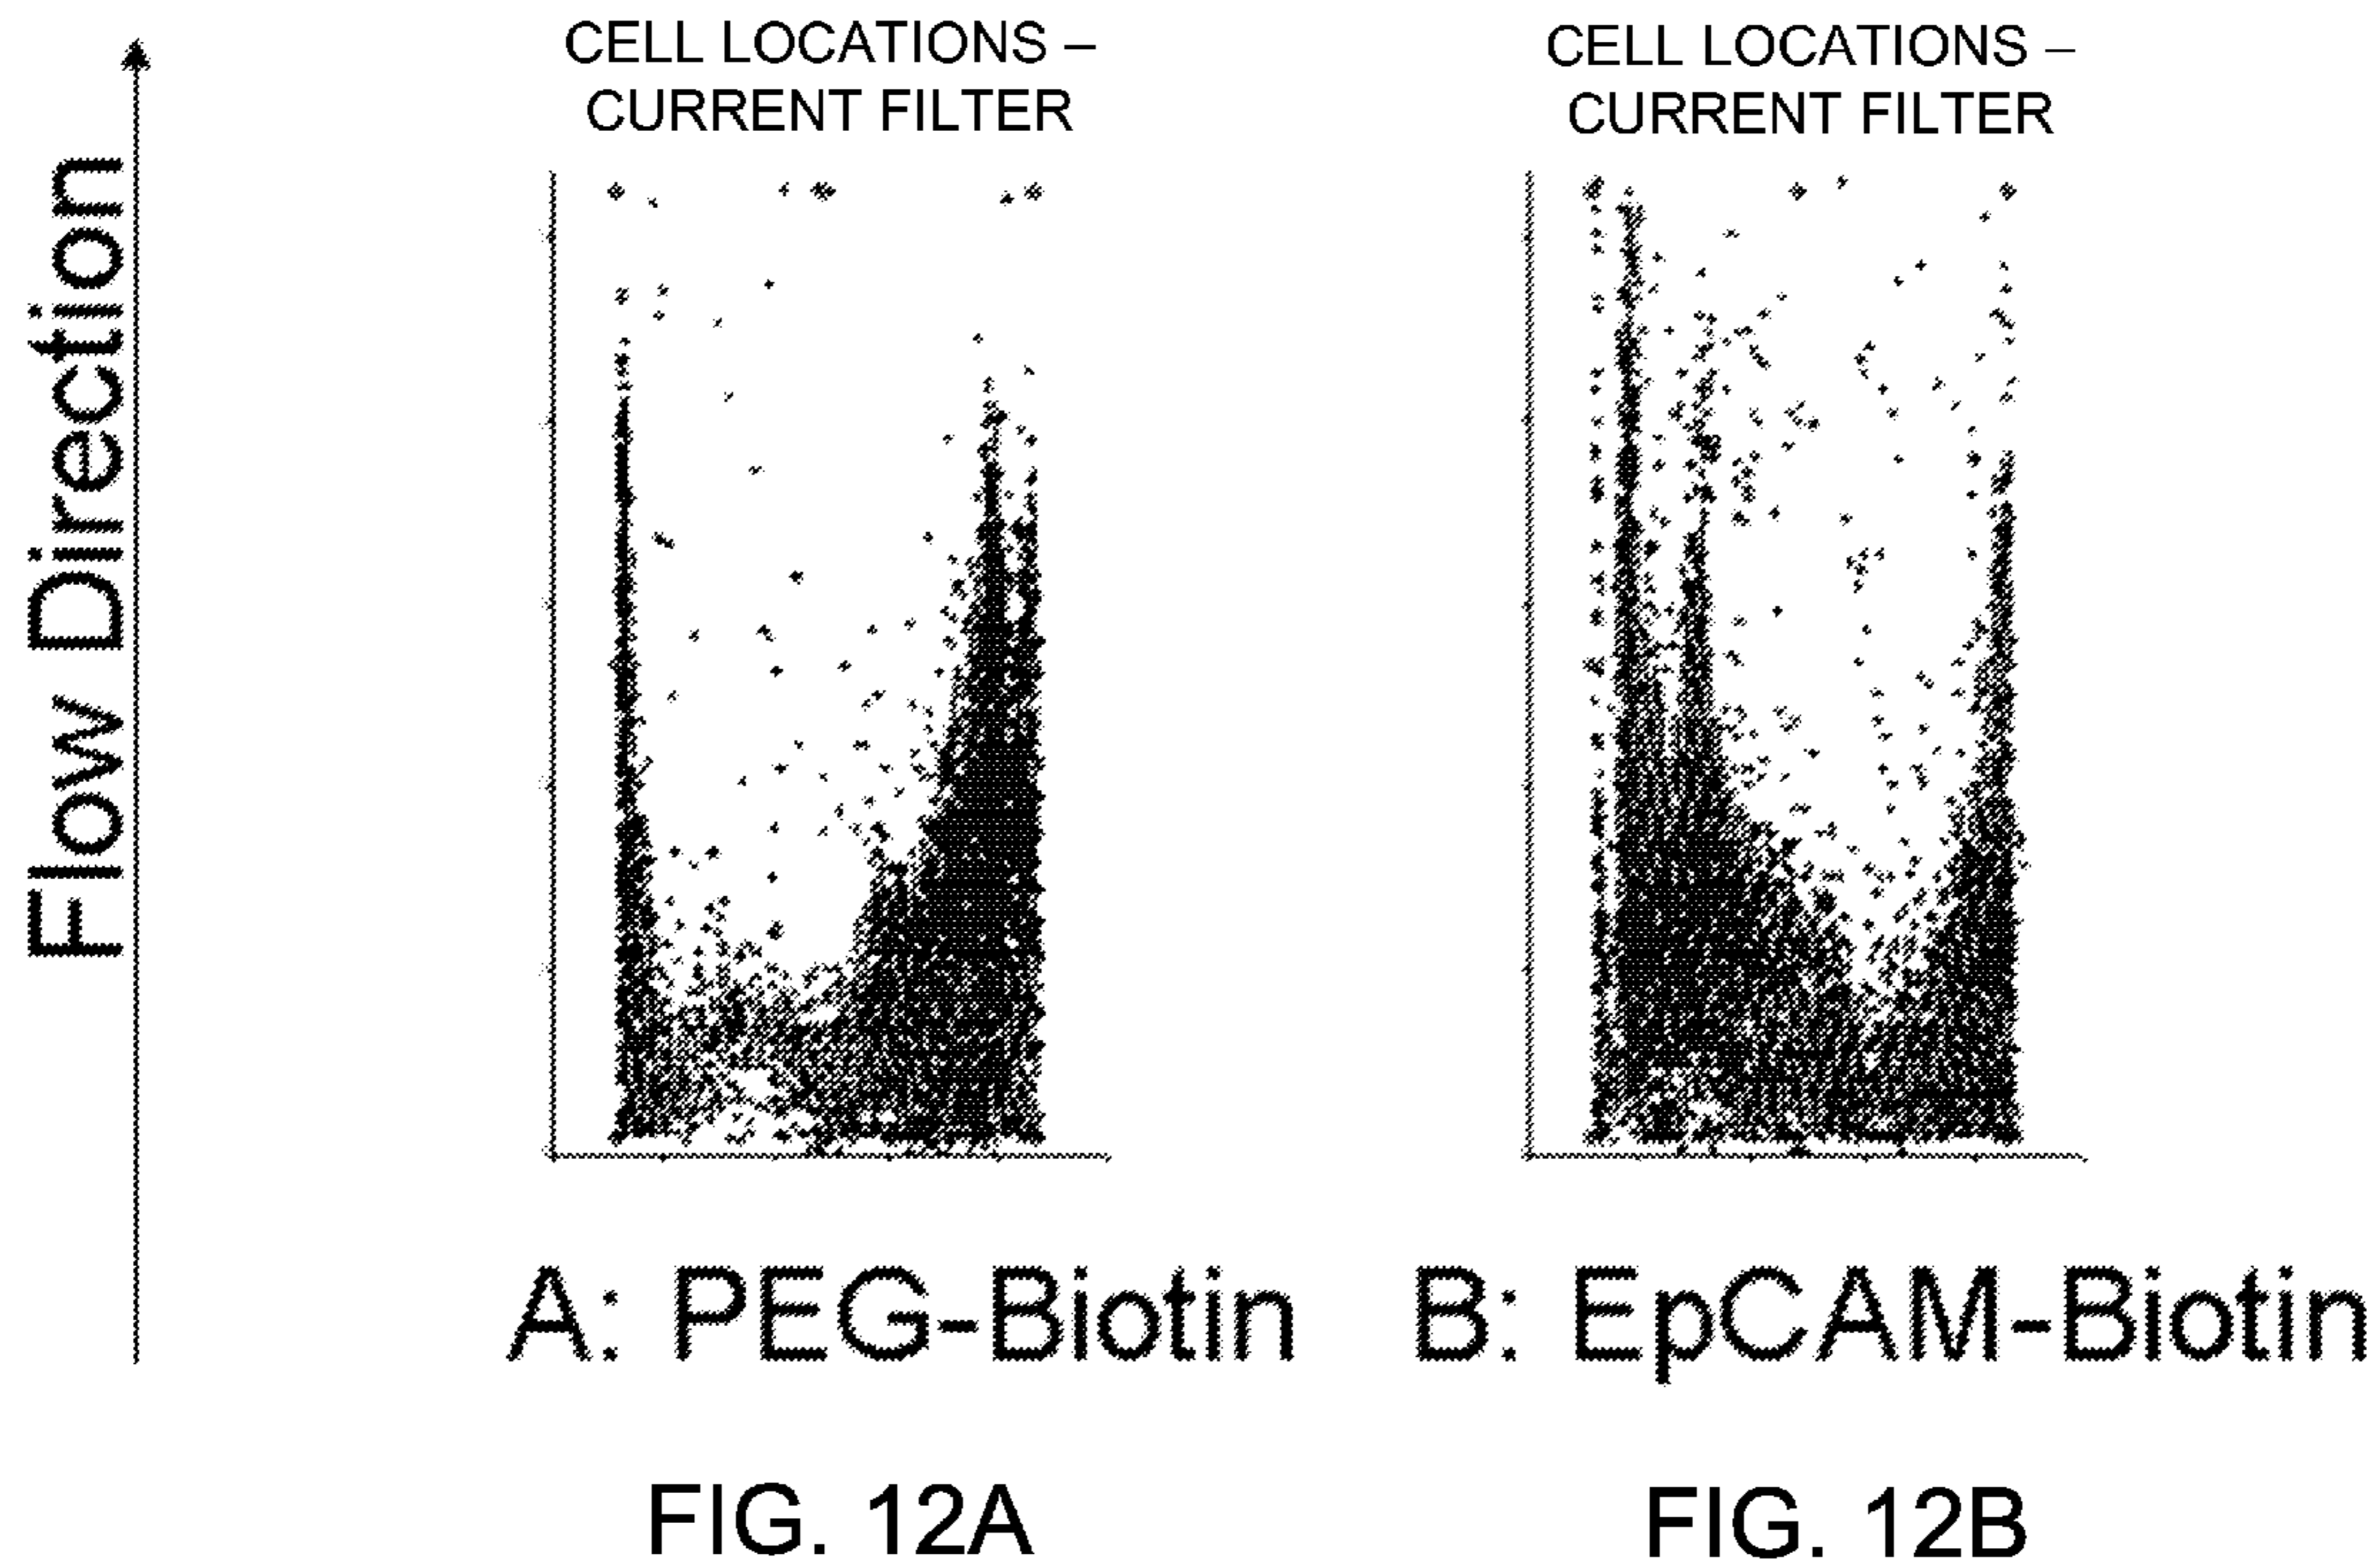 Flow Direction
CELL LOCATIONS –
CURRENT FILTER
A: PEG-Biotin
FIG. 12A
CELL LOCATIONS –
CURRENT FILTER
B: EpCAM-Biotin
FIG. 12B